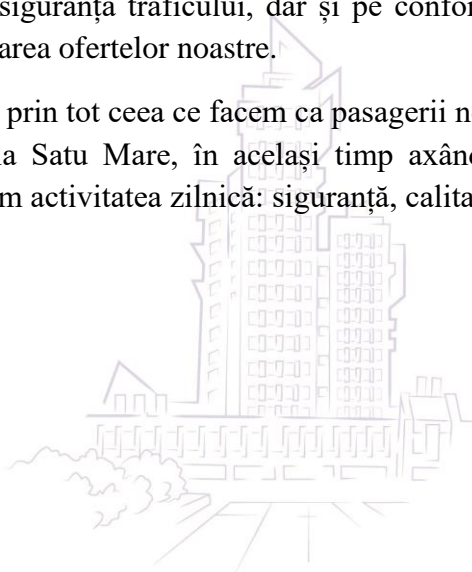 siguranța traficului, dar și pe confor
area ofertelor noastre.
prin tot ceea ce facem ca pasagerii n
a Satu Mare, în același timp axând
m activitatea zilnică: siguranță, calita